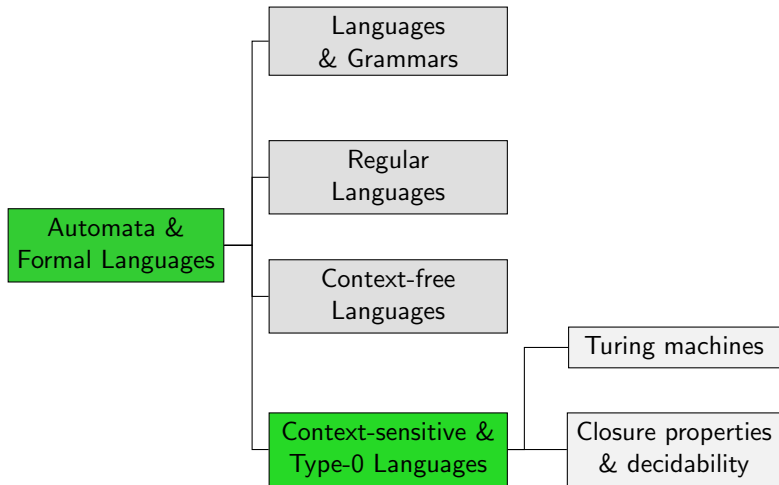 Languages
& Grammars
Regular
Languages
Automata &
Formal Languages
Context-free
Languages
Turing machines
Context-sensitive &
Type-0 Languages
Closure properties
& decidability